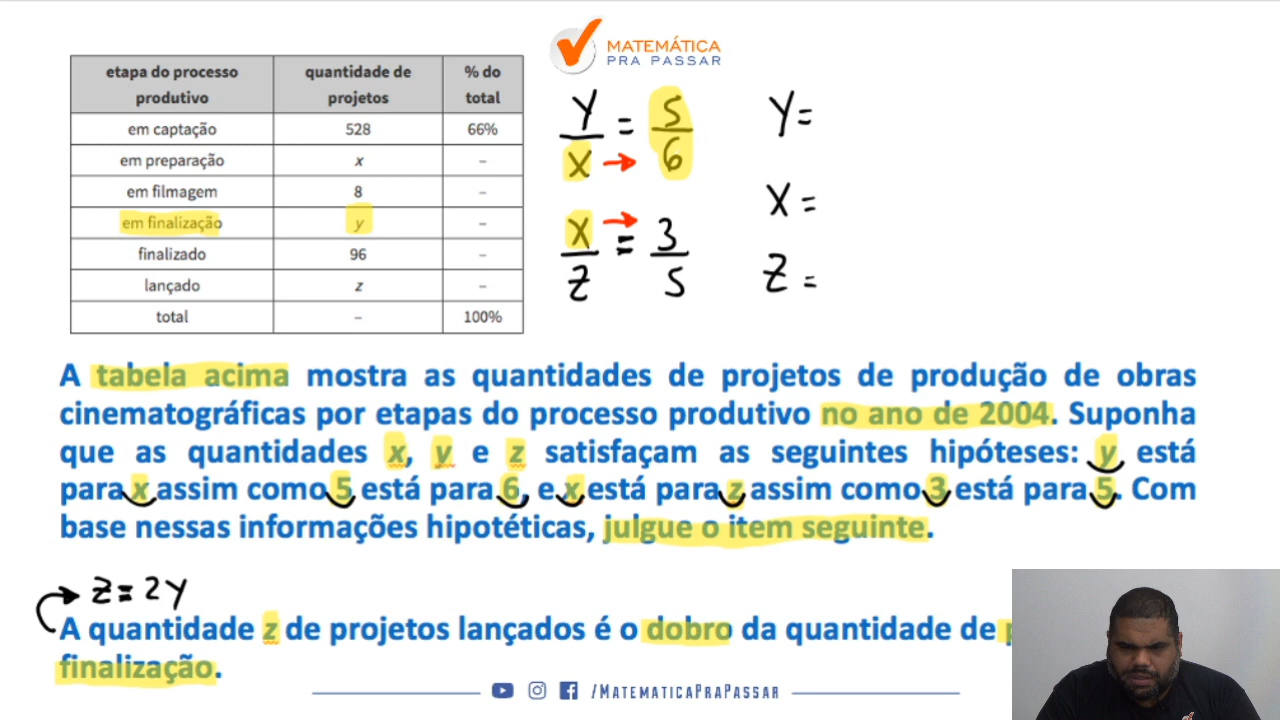 MATEMÁTICA
PRA PASSAR
etapa do processo produtivo quantidade de projetos % do total
em captação 528 66%
em preparação x –
em filmagem 8 –
em finalização y –
finalizado 96 –
lançado z –
total – 100%
Y/X = 5/6
X/Z = 3/5
Y=
X=
Z=
A tabela acima mostra as quantidades de projetos de produção de obras
cinematográficas por etapas do processo produtivo no ano de 2004. Suponha
que as quantidades x, y e z satisfaçam as seguintes hipóteses: y está
para x assim como 5 está para 6, e x está para z assim como 3 está para 5. Com
base nessas informações hipotéticas, julgue o item seguinte.
Z=2Y
A quantidade z de projetos lançados é o dobro da quantidade de
finalização.
/MATEMATICAPRAPASSAR